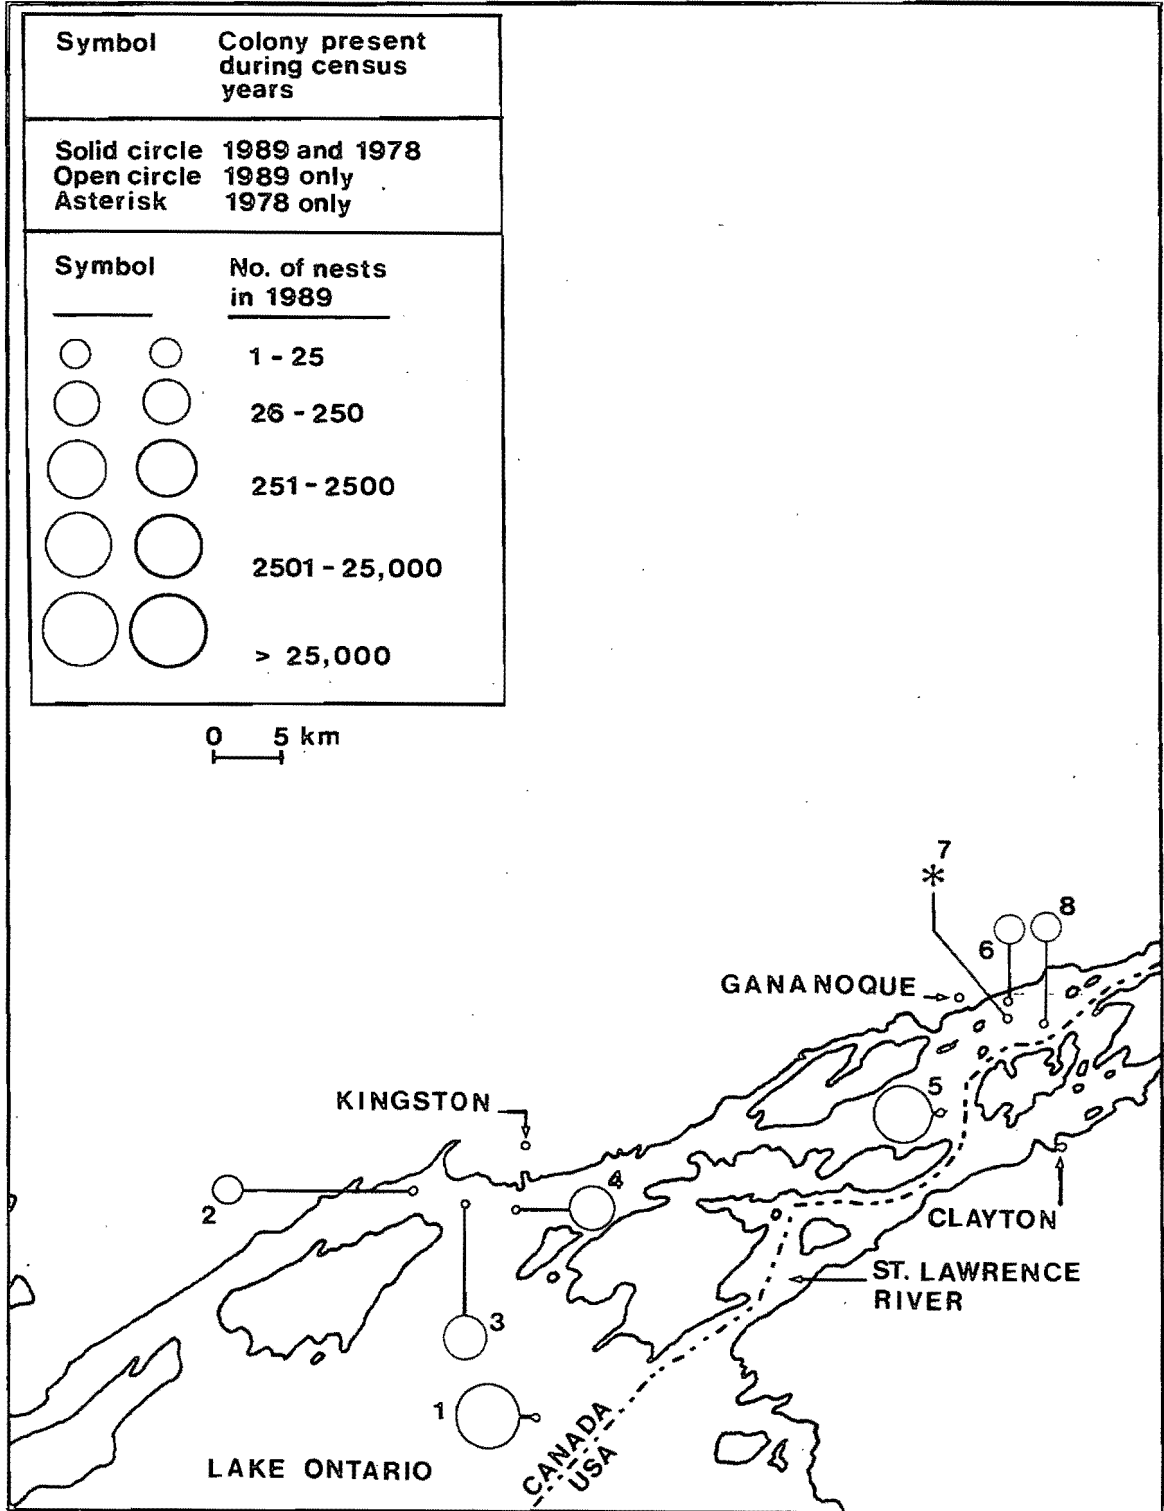 Symbol Colony present
during census
years
Solid circle 1989 and 1978
Open circle 1989 only
Asterisk 1978 only
Symbol No. of nests
in 1989
1 - 25
26 - 250
251 - 2500
2501 - 25,000
> 25,000
0 5 km
7
8
6
GANANOQUE
5
KINGSTON
4
2
CLAYTON
ST. LAWRENCE
RIVER
3
1
CANADA
USA
LAKE ONTARIO